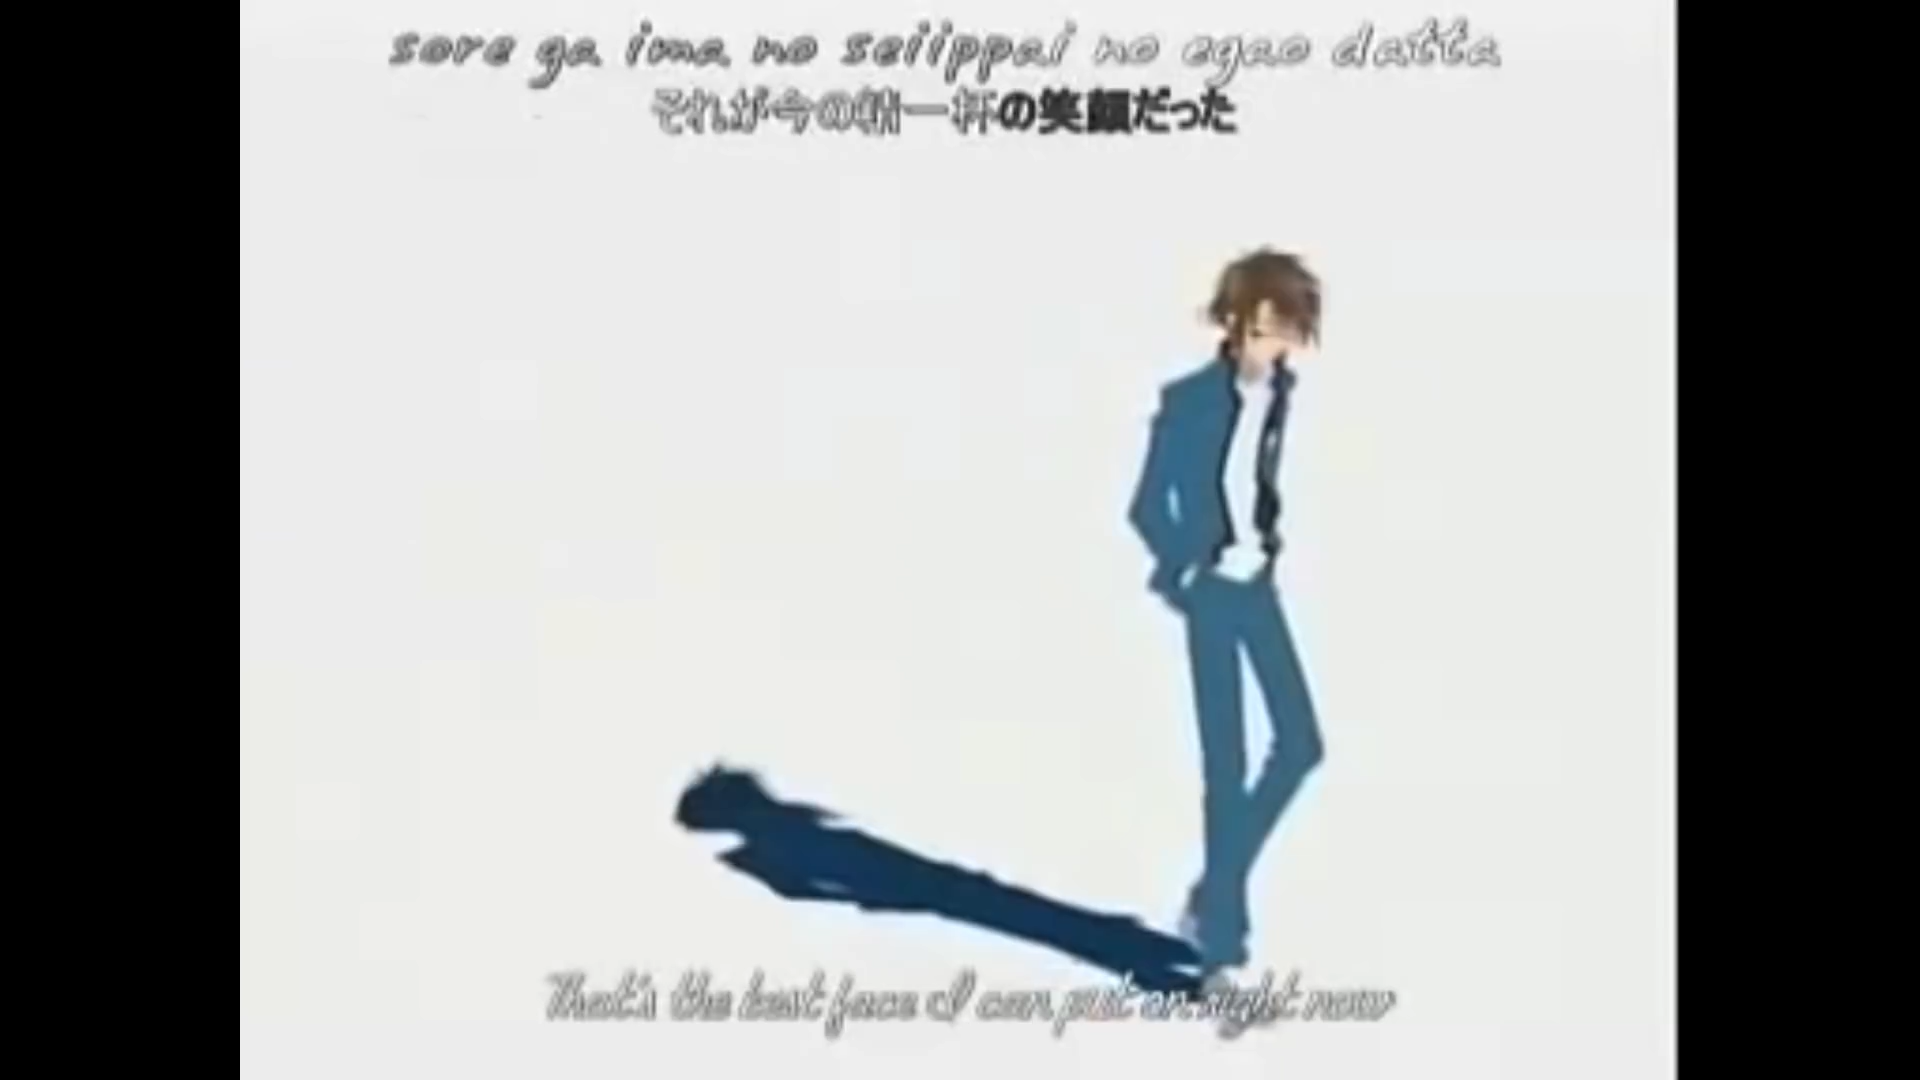 sore ga ima no seiippai no egao datta
それが今の精一杯の笑顔だった
That's the best face I can put on right now